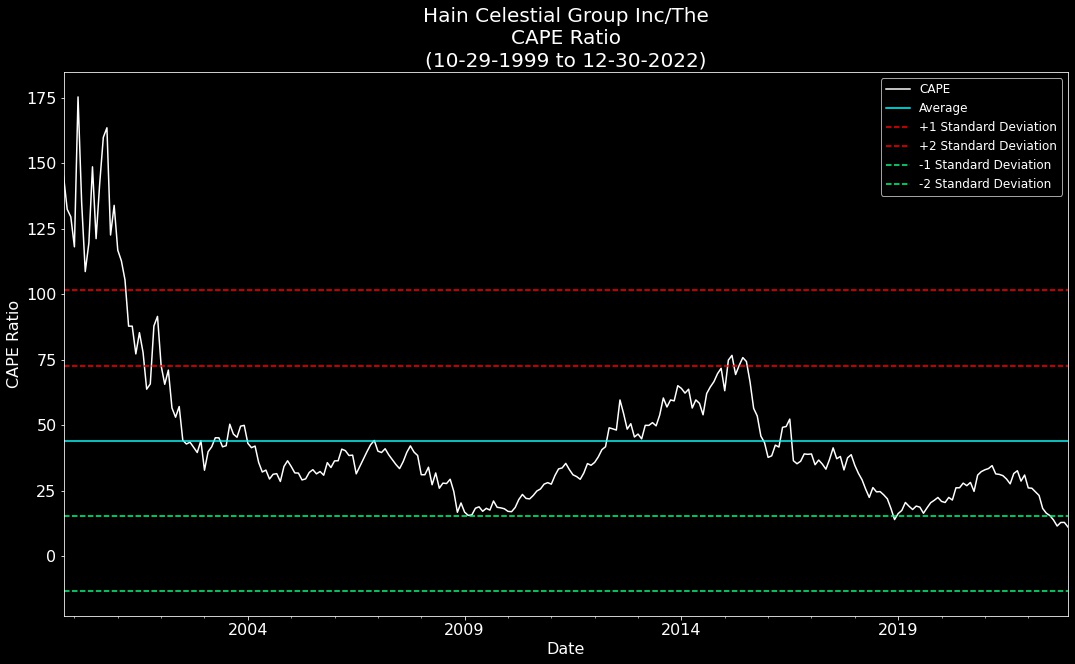 Hain Celestial Group Inc/The
CAPE Ratio
(10-29-1999 to 12-30-2022)
CAPE
Average
+1 Standard Deviation
+2 Standard Deviation
-1 Standard Deviation
-2 Standard Deviation
CAPE Ratio
175
150
125
100
75
50
25
0
2004
2009
2014
2019
Date